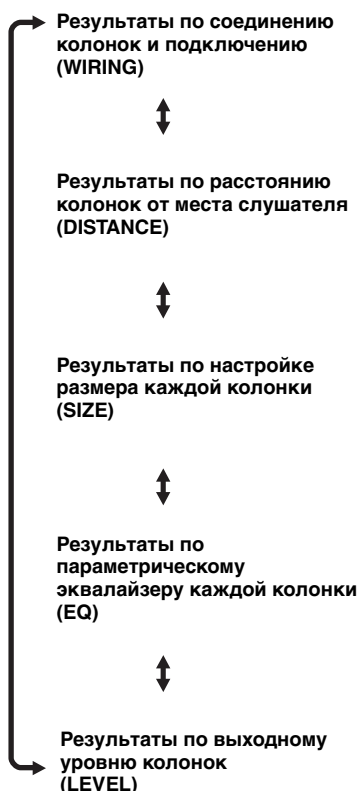 Результаты по соединению
колонок и подключению
(WIRING)
Результаты по расстоянию
колонок от места слушателя
(DISTANCE)
Результаты по настройке
размера каждой колонки
(SIZE)
Результаты по
параметрическому
эквалайзеру каждой колонки
(EQ)
Результаты по выходному
уровню колонок
(LEVEL)